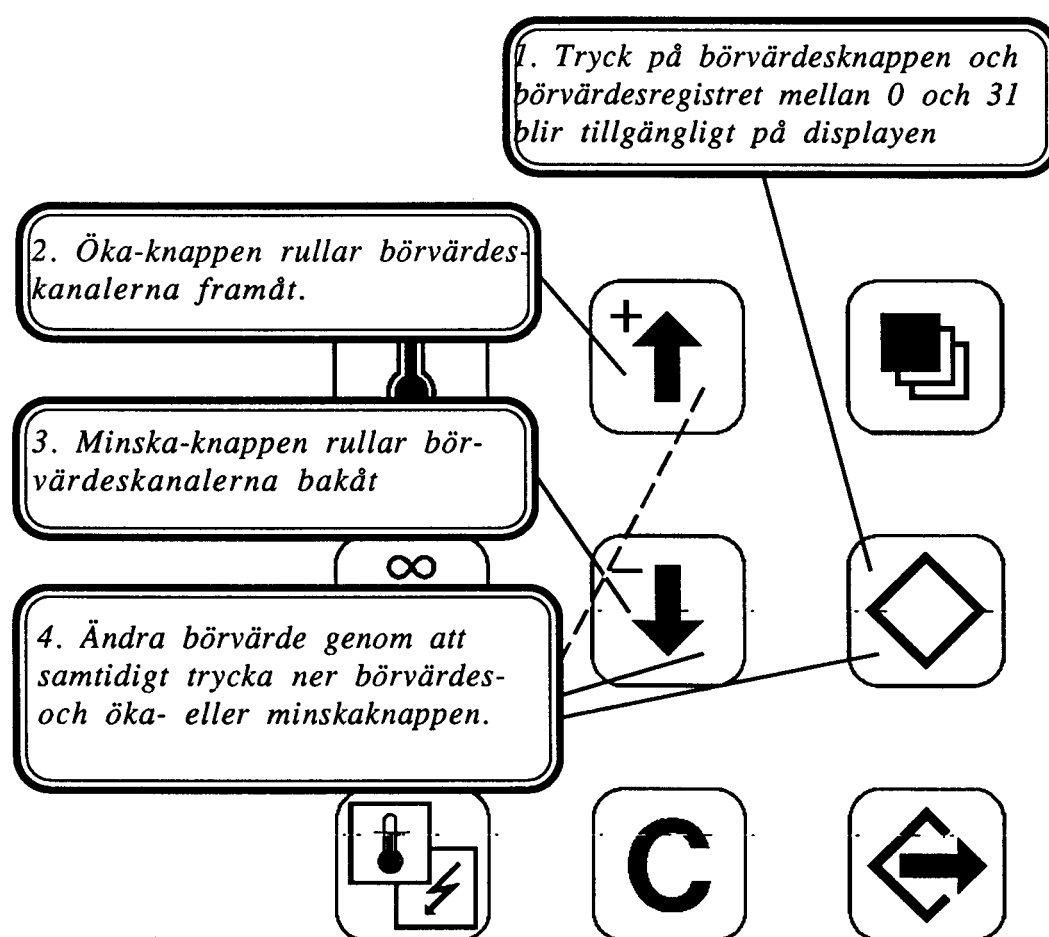 1. Tryck på börvärdesknappen och
börvärdesregistret mellan 0 och 31
blir tillgängligt på displayen
2. Öka-knappen rullar börvärdes-
kanalerna framåt.
+
3. Minska-knappen rullar bör-
värdeskanalerna bakåt
∞
−
4. Ändra börvärde genom att
samtidigt trycka ner börvärdes-
och öka- eller minskaknappen.
C